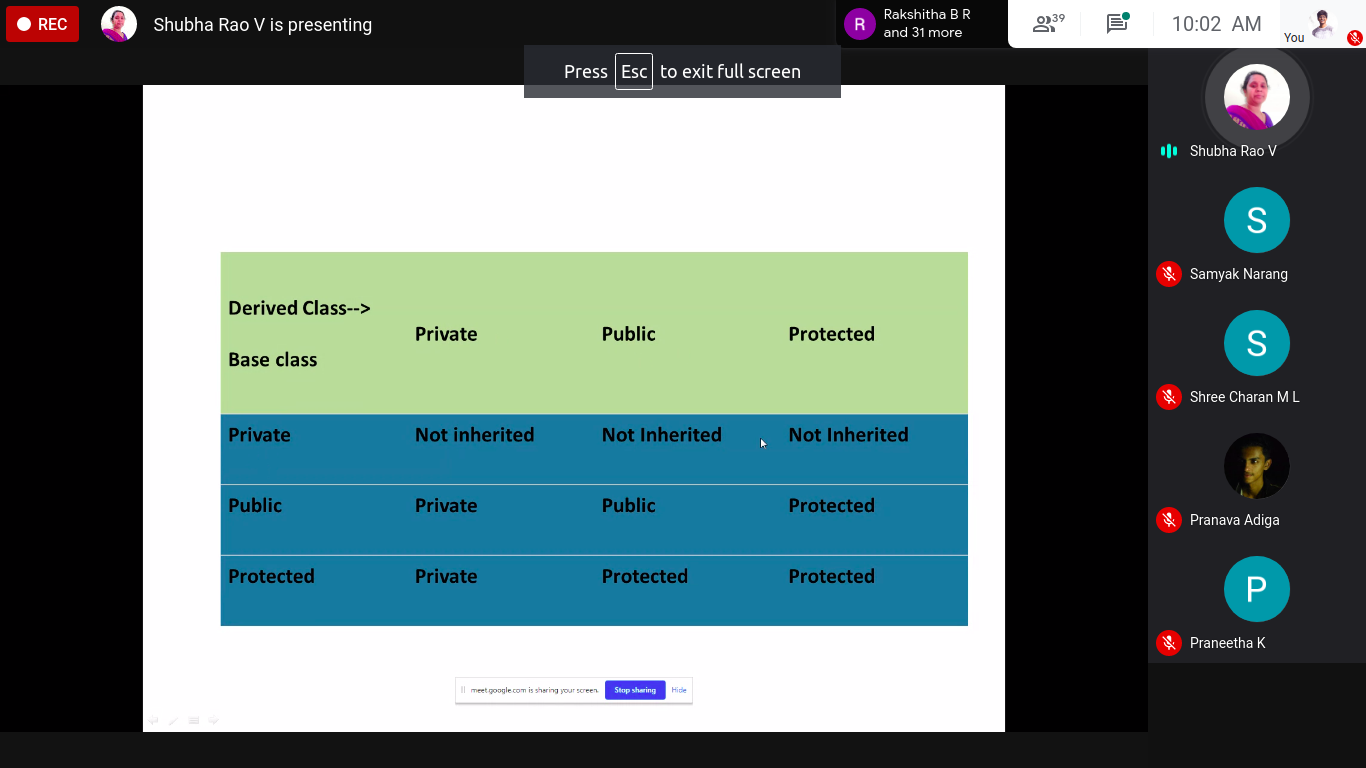 REC
Shubha Rao V is presenting
R
Rakshitha B R
and 31 more
39
10:02 AM
You
Press Esc to exit full screen
Derived Class-->
Base class
Private
Public
Protected
Private
Not inherited
Not Inherited
Not Inherited
Public
Private
Public
Protected
Protected
Private
Protected
Protected
meet.google.com is sharing your screen.
Stop sharing
Hide
Shubha Rao V
S
Samyak Narang
S
Shree Charan M L
Pranava Adiga
P
Praneetha K